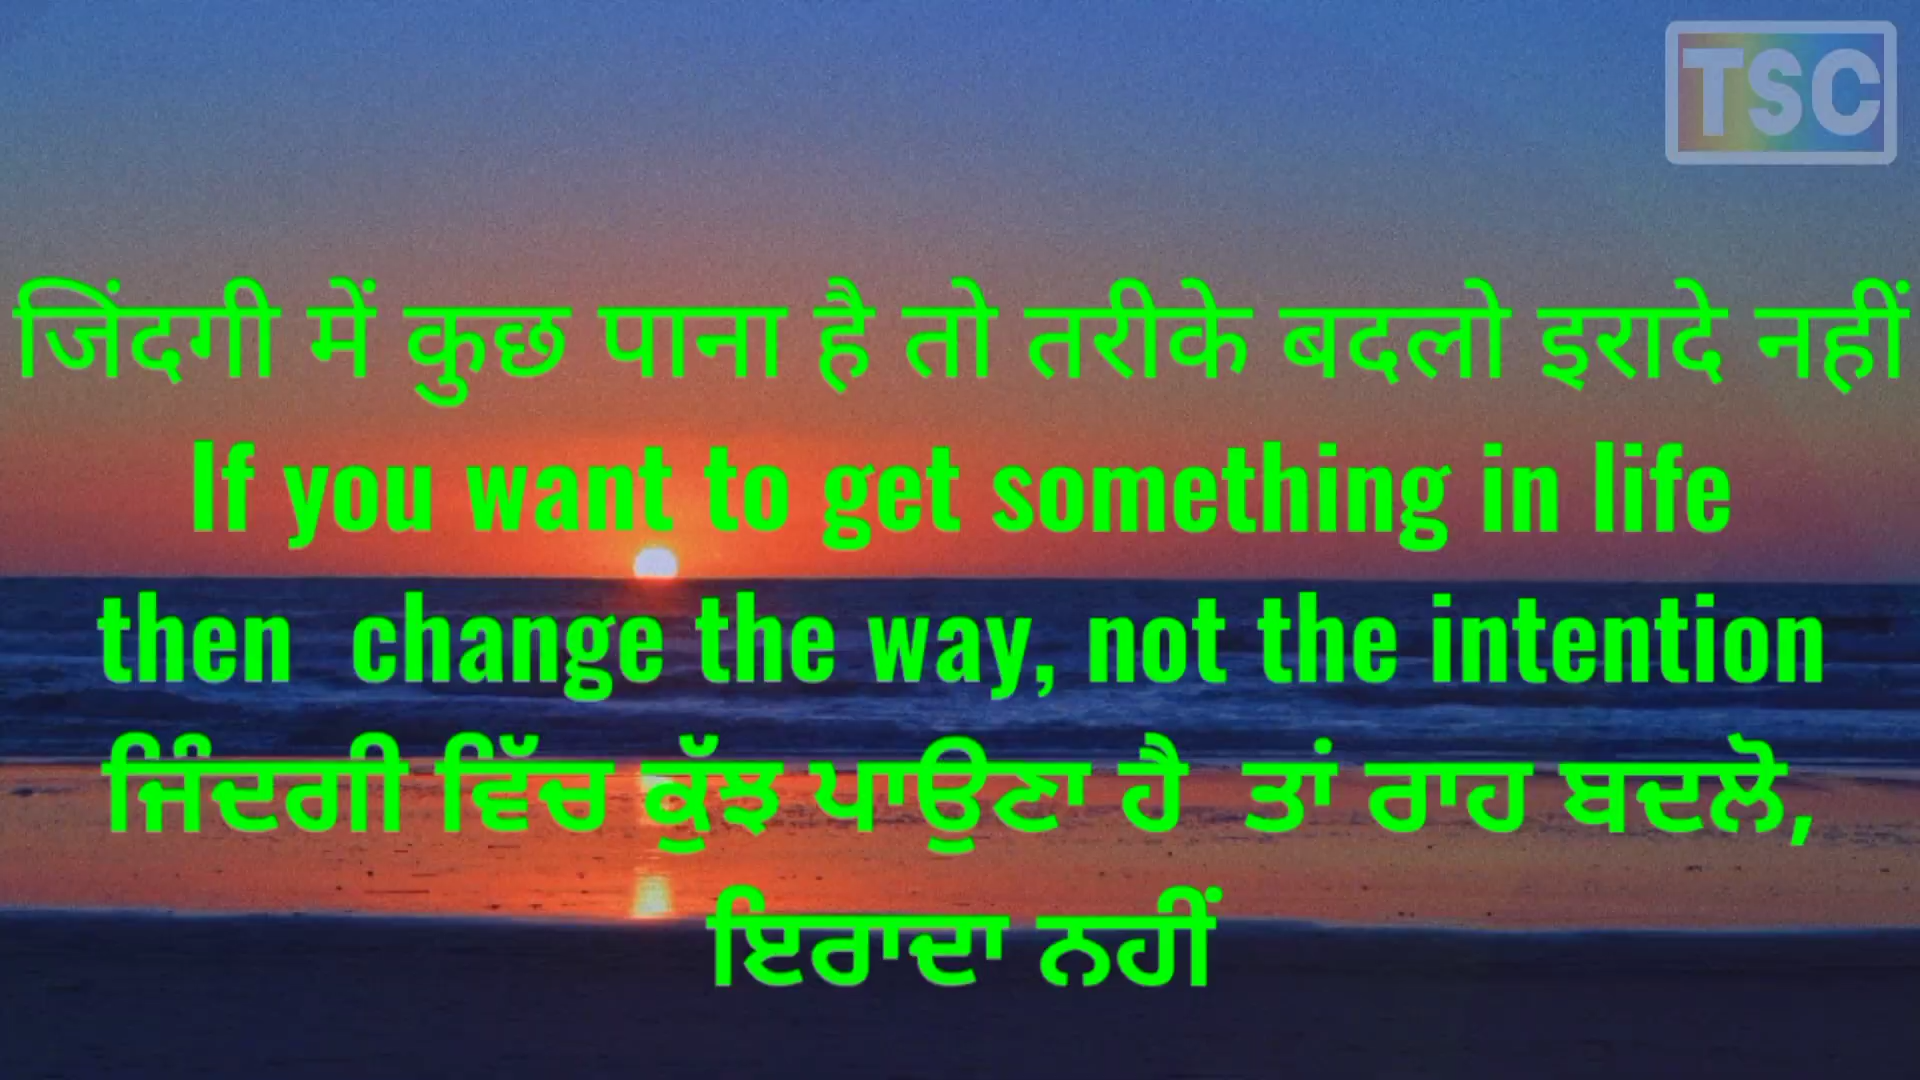 TSC
जिंदगी में कुछ पाना है तो तरीके बदलो इरादे नहीं
If you want to get something in life
then  change the way, not the intention
ਜਿੰਦਗੀ ਵਿੱਚ ਕੁੱਝ ਪਾਉਣਾ ਹੈ  ਤਾਂ ਰਾਹ ਬਦਲੋ,
ਇਰਾਦਾ ਨਹੀਂ